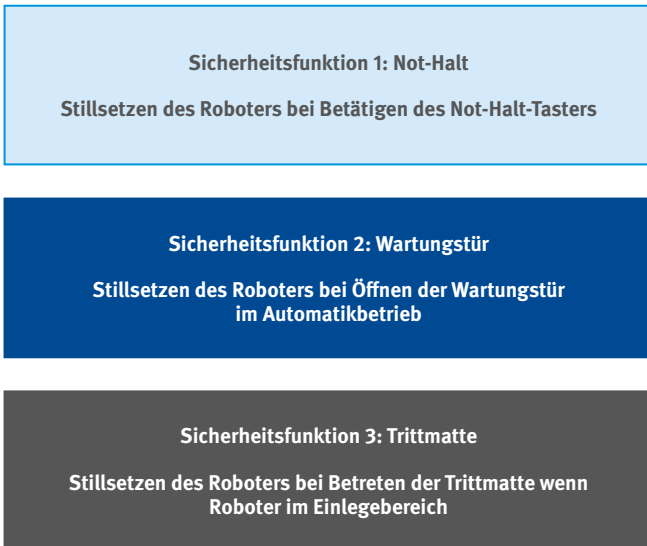 Sicherheitsfunktion 1: Not-Halt
Stillsetzen des Roboters bei Betätigen des Not-Halt-Tasters
Sicherheitsfunktion 2: Wartungstür
Stillsetzen des Roboters bei Öffnen der Wartungstür
im Automatikbetrieb
Sicherheitsfunktion 3: Trittmatte
Stillsetzen des Roboters bei Betreten der Trittmatte wenn
Roboter im Einlegebereich